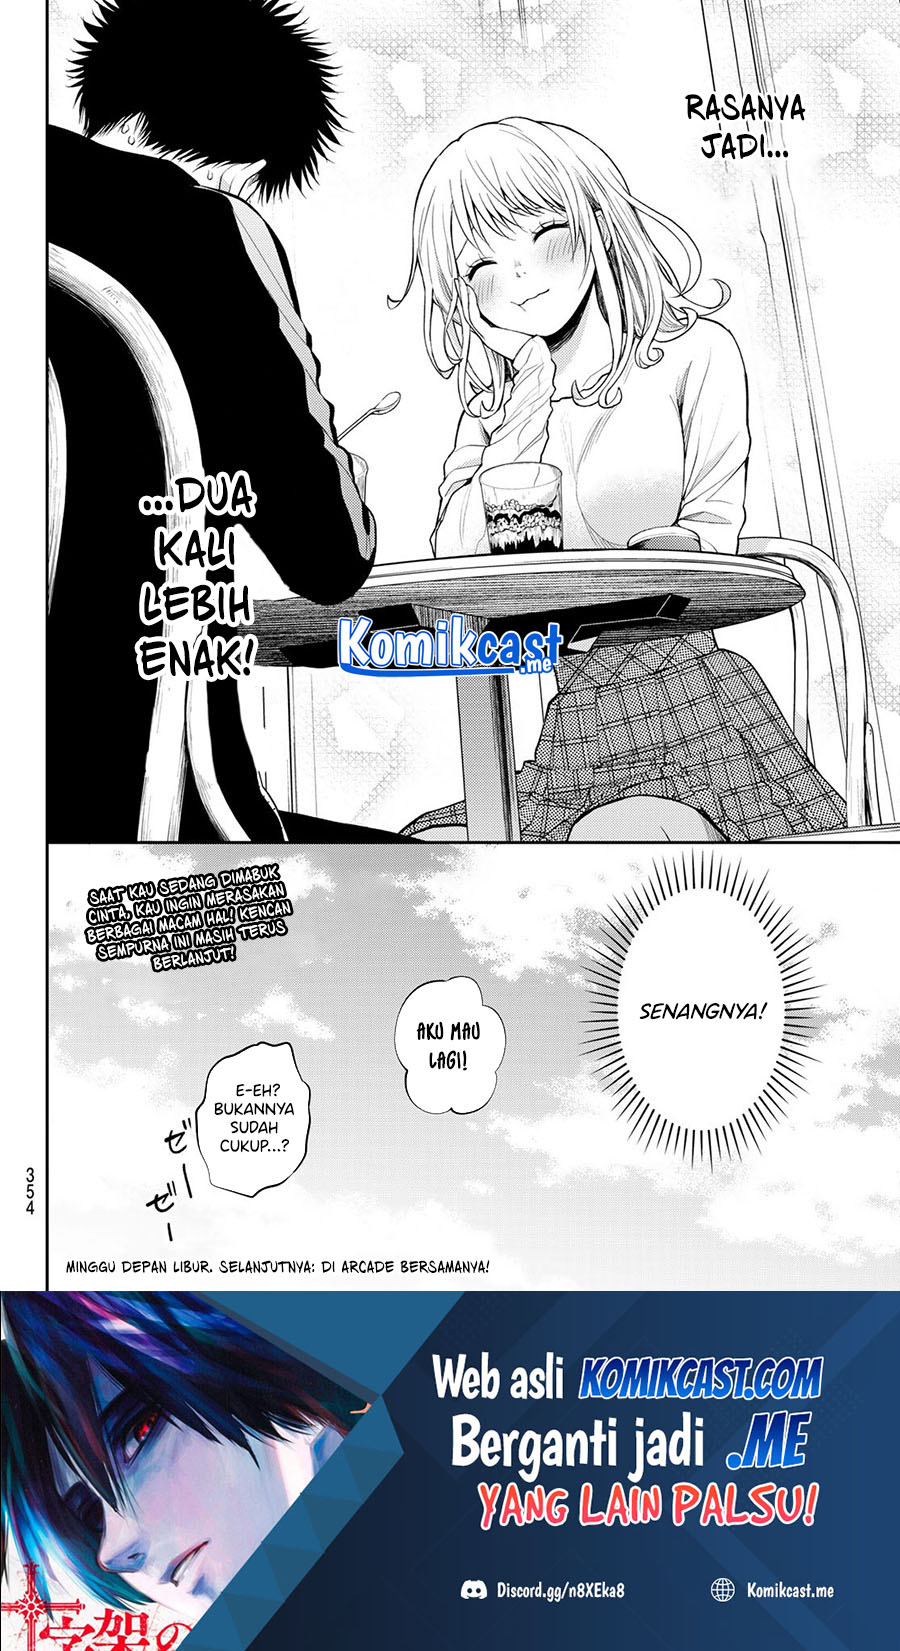 RASANYA
JADI...
...DUA
KALI
LEBIH
ENAK!
Komikcast
.me
SAAT KAU SEDANG DIMABUK
CINTA, KAU INGIN MERASAKAN
BERBAGAI MACAM HAL! KENCAN
SEMPURNA INI MASIH TERUS
BERLANJUT!
SENANGNYA!
AKU MAU
LAGI!
E-EH?
BUKANNYA
SUDAH
CUKUP...?
ゼー
ゼー
354
MINGGU DEPAN LIBUR. SELANJUTNYA: DI ARCADE BERSAMANYA!
Web asli KOMIKCAST.COM
Berganti jadi .ME
YANG LAIN PALSU!
Discord.gg/n8XEka8
Komikcast.me
字架の